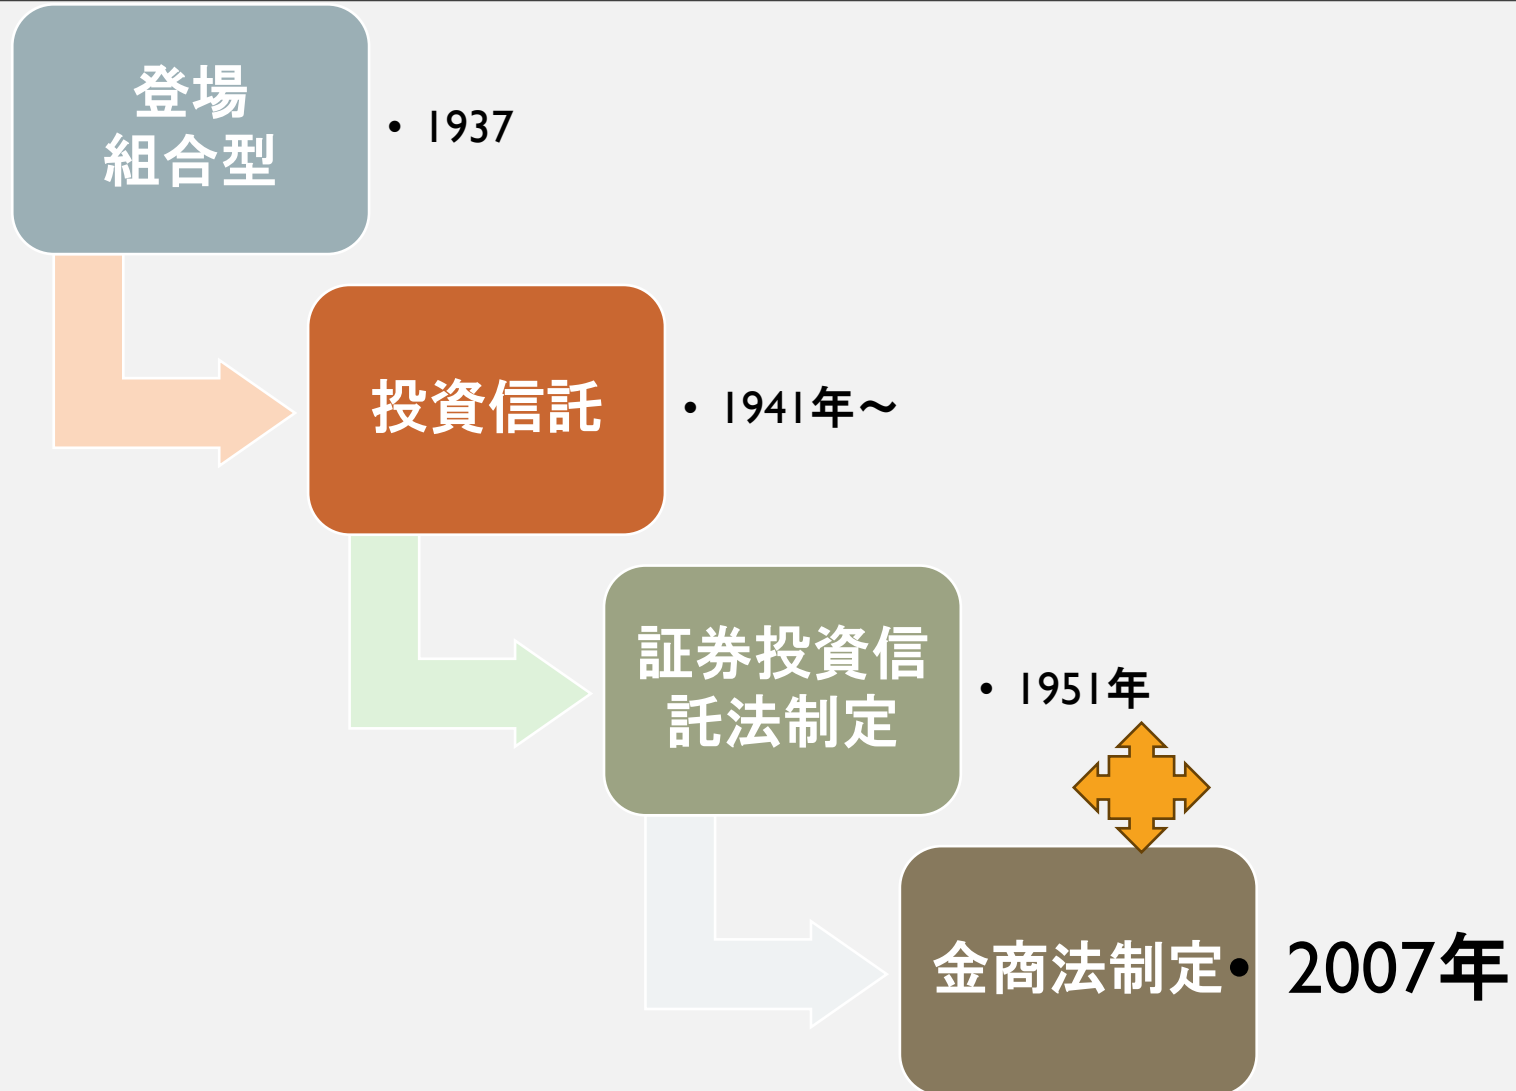 登場
組合型
• 1937
投資信託
• 1941年～
証券投資信
託法制定
• 1951年
金商法制定
• 2007年